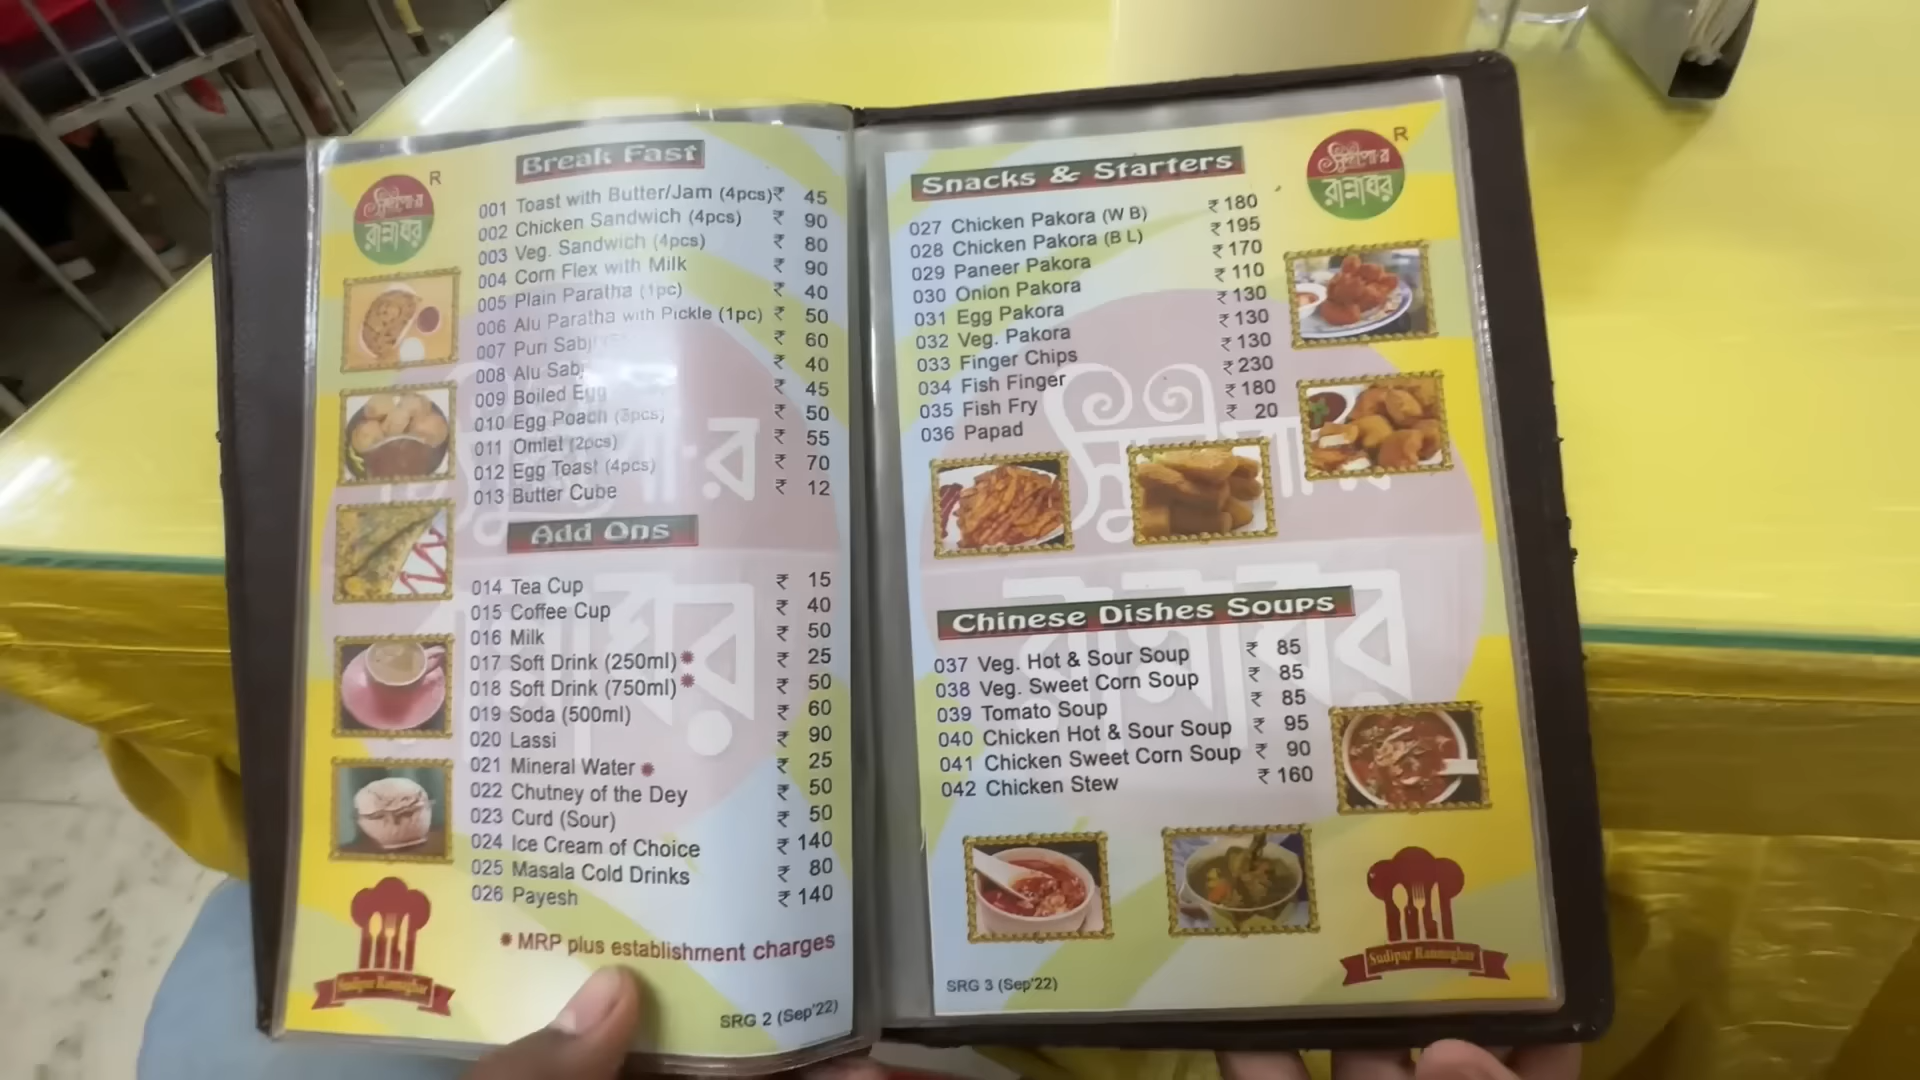 সুদীপা-র
রান্নাঘর
R
Break Fast
001 Toast with Butter/Jam (4pcs) ₹ 45
002 Chicken Sandwich (4pcs) ₹ 90
003 Veg. Sandwich (4pcs) ₹ 80
004 Corn Flex with Milk ₹ 90
005 Plain Paratha (1pc) ₹ 40
006 Alu Paratha with Pickle (1pc) ₹ 50
007 Puri Sabji ₹ 60
008 Alu Sabji ₹ 40
009 Boiled Egg ₹ 45
010 Egg Poach (3pcs) ₹ 50
011 Omlet (2pcs) ₹ 55
012 Egg Toast (4pcs) ₹ 70
013 Butter Cube ₹ 12
Add Ons
014 Tea Cup ₹ 15
015 Coffee Cup ₹ 40
016 Milk ₹ 50
017 Soft Drink (250ml)* ₹ 25
018 Soft Drink (750ml)* ₹ 50
019 Soda (500ml) ₹ 60
020 Lassi ₹ 90
021 Mineral Water * ₹ 25
022 Chutney of the Dey ₹ 50
023 Curd (Sour) ₹ 50
024 Ice Cream of Choice ₹ 140
025 Masala Cold Drinks ₹ 80
026 Payesh ₹ 140
* MRP plus establishment charges
Sudipar Rannaghar
SRG 2 (Sep'22)
Snacks & Starters
সুদীপা-র
রান্নাঘর
R
027 Chicken Pakora (W B) ₹ 180
028 Chicken Pakora (B L) ₹ 195
029 Paneer Pakora ₹ 170
030 Onion Pakora ₹ 110
031 Egg Pakora ₹ 130
032 Veg. Pakora ₹ 130
033 Finger Chips ₹ 130
034 Fish Finger ₹ 230
035 Fish Fry ₹ 180
036 Papad ₹ 20
Chinese Dishes Soups
037 Veg. Hot & Sour Soup ₹ 85
038 Veg. Sweet Corn Soup ₹ 85
039 Tomato Soup ₹ 85
040 Chicken Hot & Sour Soup ₹ 95
041 Chicken Sweet Corn Soup ₹ 90
042 Chicken Stew ₹ 160
Sudipar Rannaghar
SRG 3 (Sep'22)